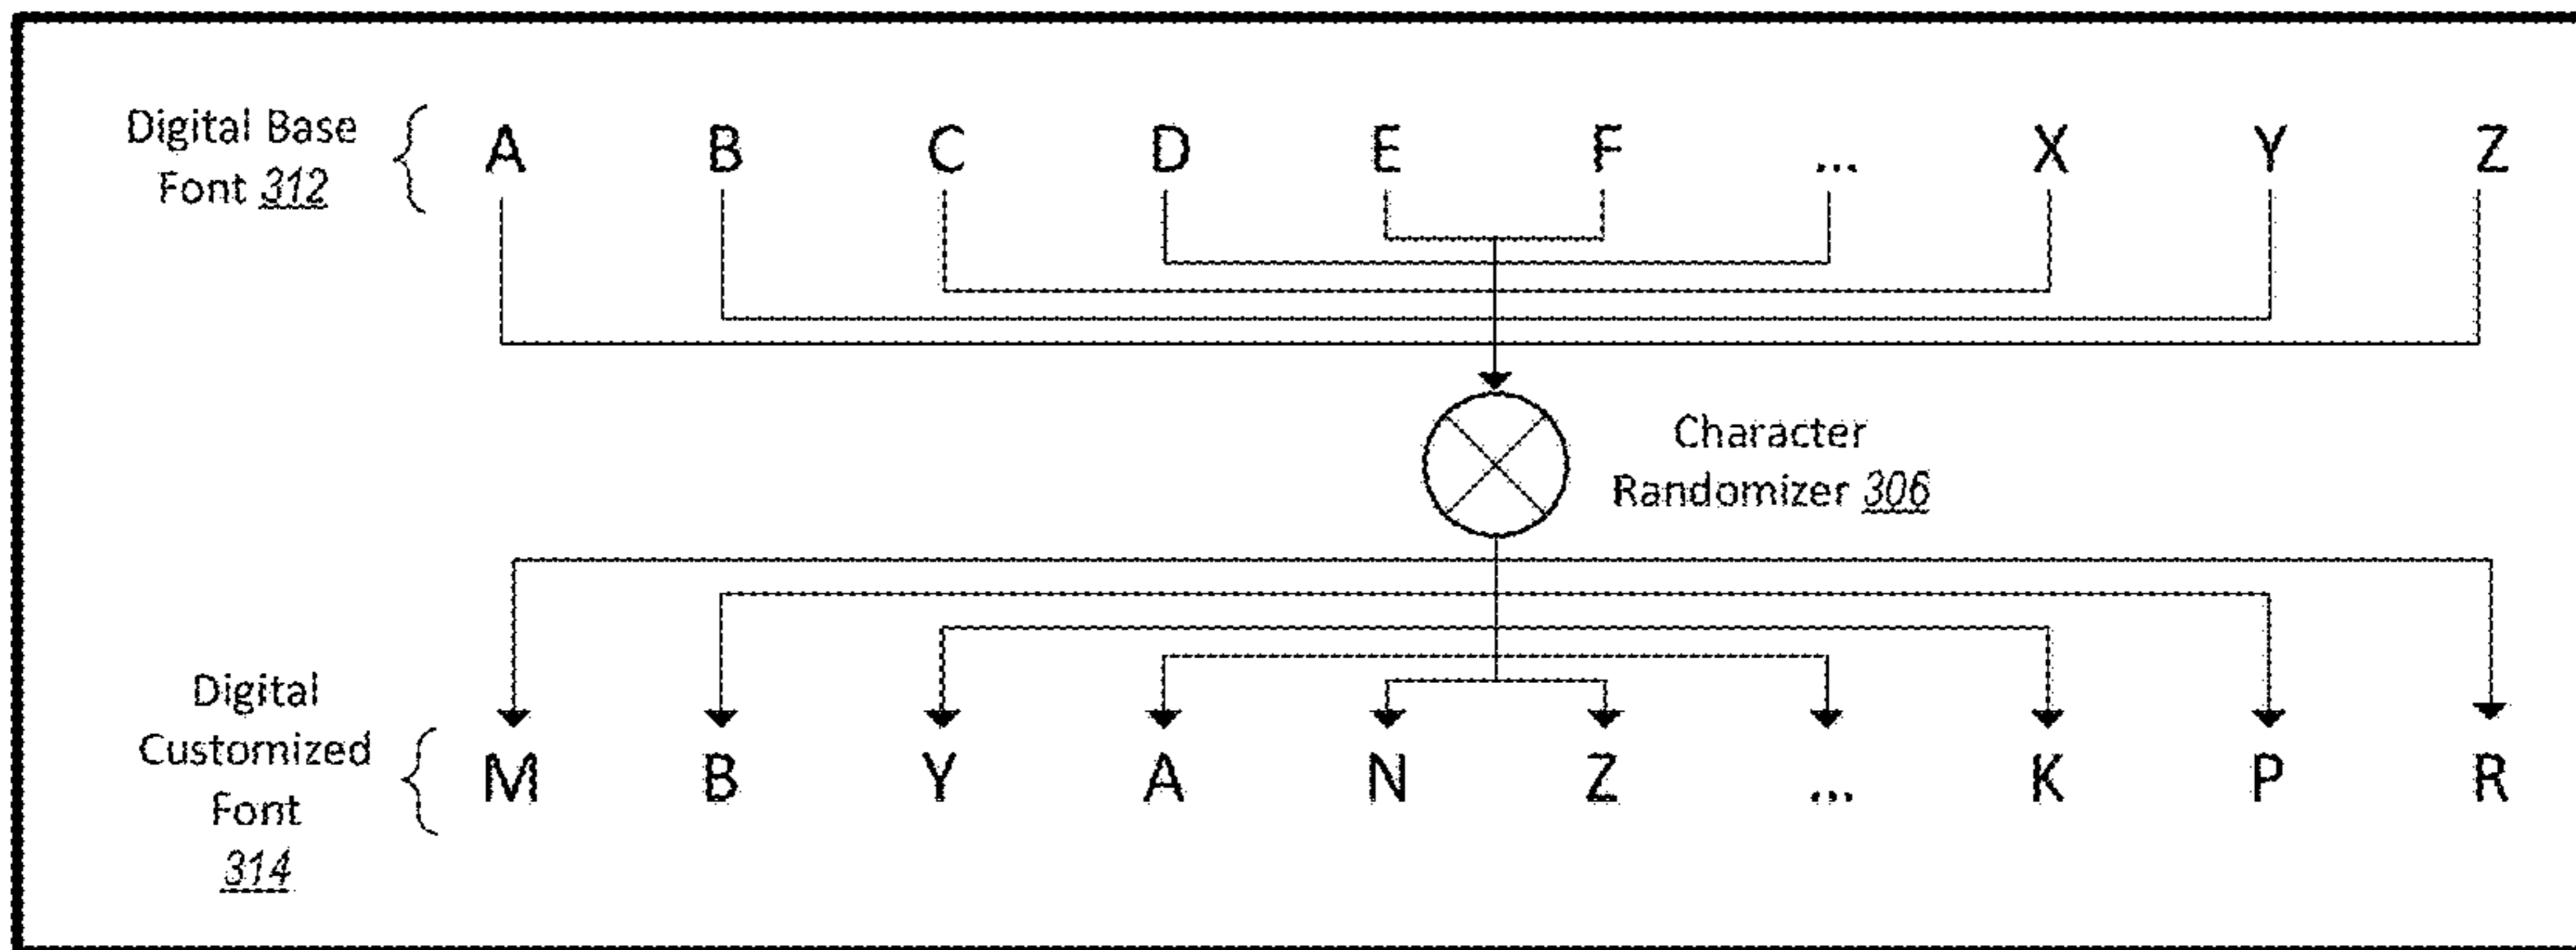 Digital Base
Font 312
A B C D E F ... X Y Z
Character
Randomizer 306
Digital
Customized
Font
314
M B Y A N Z ... K P R